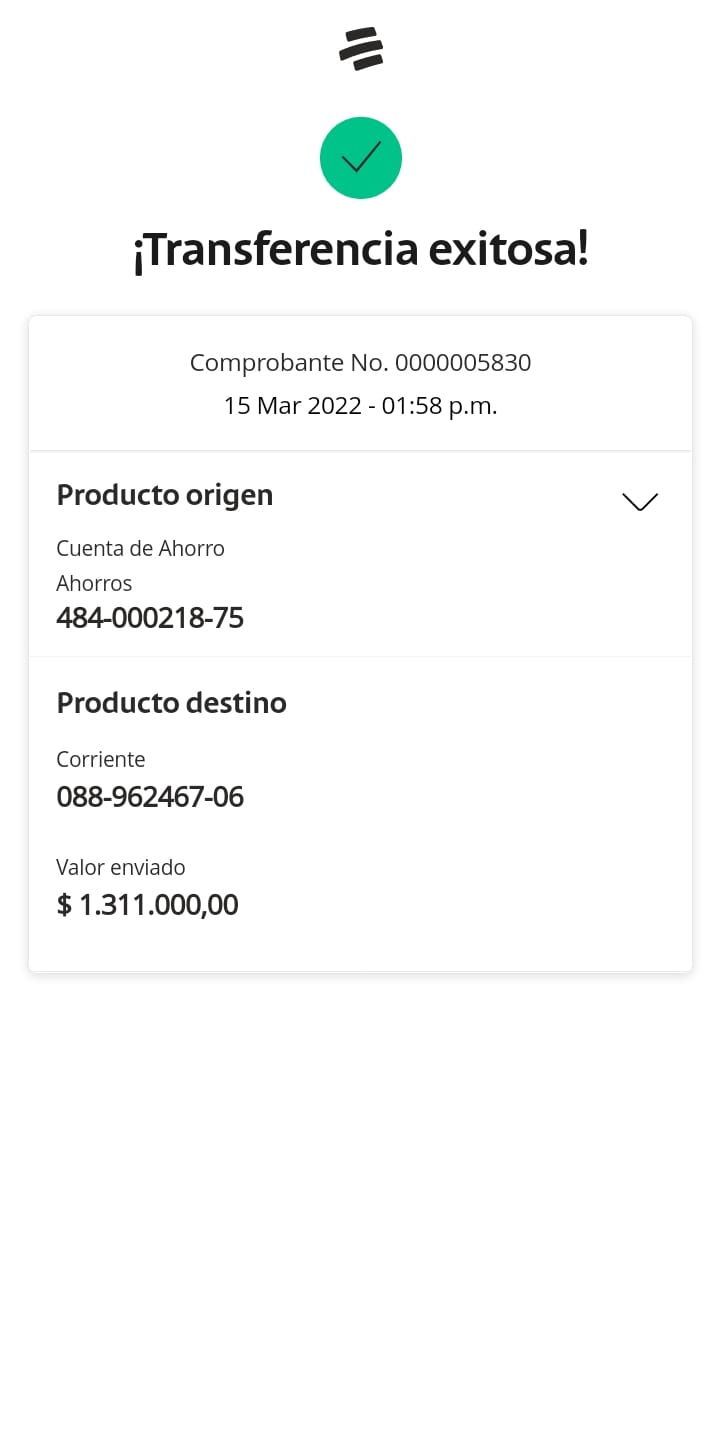 ¡Transferencia exitosa!
Comprobante No. 0000005830
15 Mar 2022 - 01:58 p.m.
Producto origen
Cuenta de Ahorro
Ahorros
484-000218-75
Producto destino
Corriente
088-962467-06
Valor enviado
$ 1.311.000,00